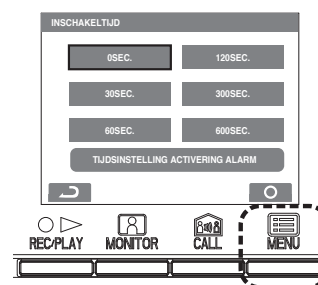 INSCHAKELTIJD
0SEC. 120SEC.
30SEC. 300SEC.
60SEC. 600SEC.
TIJDSINSTELLING ACTIVERING ALARM
REC/PLAY MONITOR CALL MENU